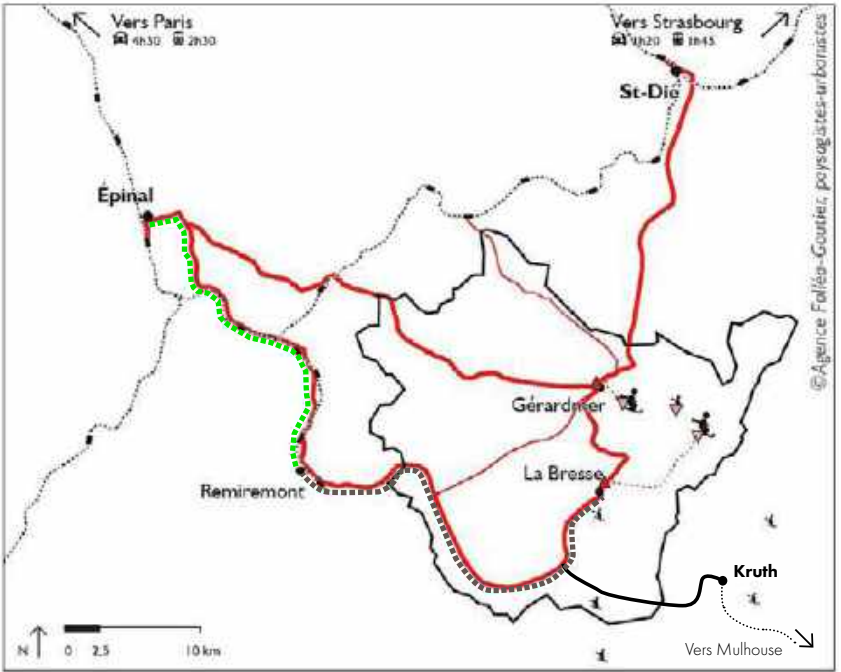 Vers Paris
4h30 2h30
Vers Strasbourg
1h20 1h45
St-Dié
Épinal
Gérardmer
La Bresse
Remiremont
Kruth
Vers Mulhouse
N 0 2,5 10 km
©Agence Folléa-Gautier, paysagistes-urbanistes